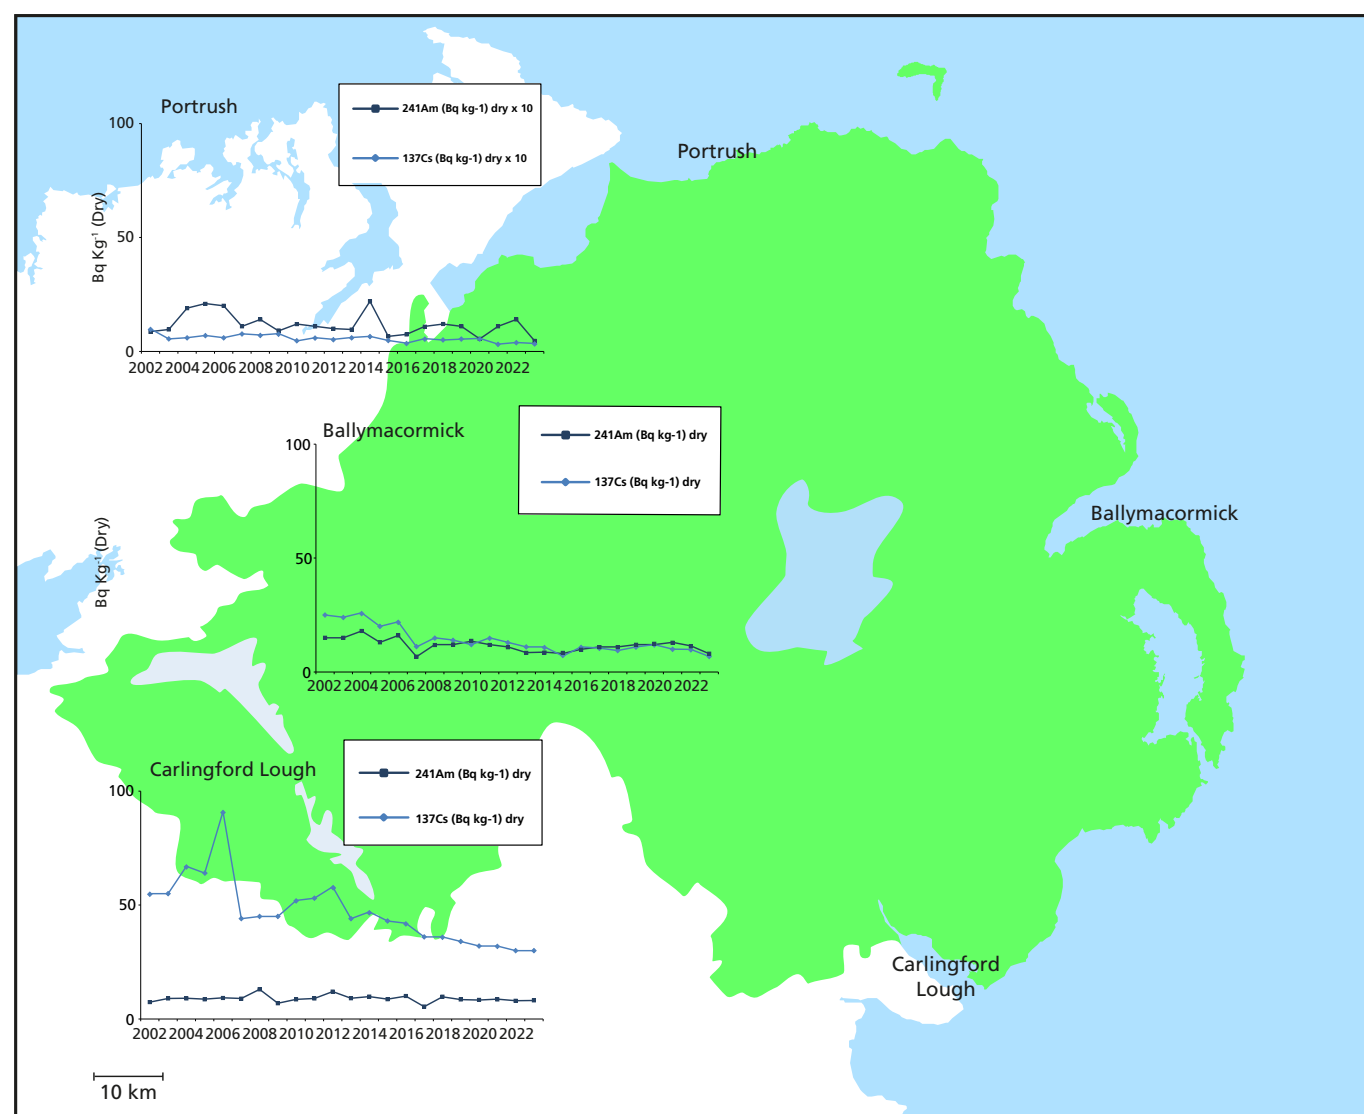 Portrush
100
50
0
Bq Kg-1 (Dry)
241Am (Bq kg-1) dry x 10
137Cs (Bq kg-1) dry x 10
2002 2004 2006 2008 2010 2012 2014 2016 2018 2020 2022
Portrush
Ballymacormick
100
50
0
Bq Kg-1 (Dry)
241Am (Bq kg-1) dry
137Cs (Bq kg-1) dry
2002 2004 2006 2008 2010 2012 2014 2016 2018 2020 2022
Ballymacormick
Carlingford Lough
100
50
0
241Am (Bq kg-1) dry
137Cs (Bq kg-1) dry
2002 2004 2006 2008 2010 2012 2014 2016 2018 2020 2022
Carlingford
Lough
10 km